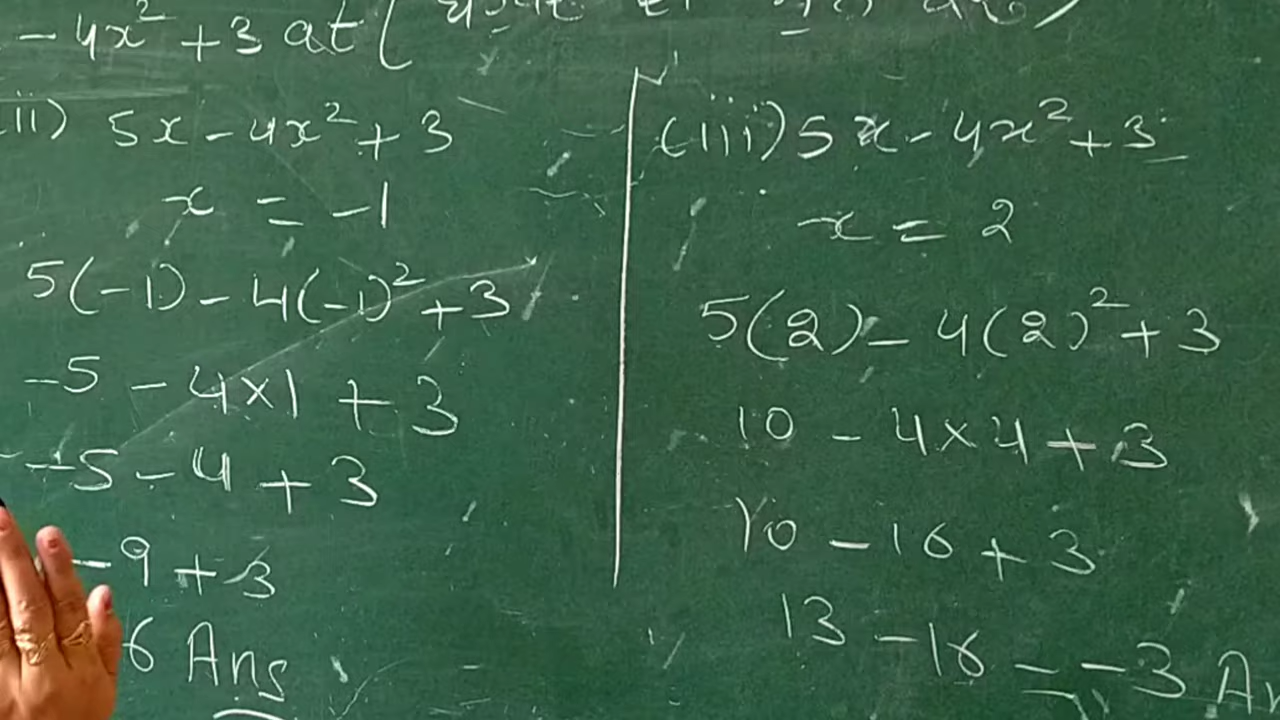 - 4x² + 3 at (
ii) 5x - 4x² + 3
x = -1
5(-1) - 4(-1)² + 3
-5 - 4×1 + 3
-5 - 4 + 3
-9 + 3
6 Ans
(iii) 5x - 4x² + 3
x = 2
5(2) - 4(2)² + 3
10 - 4×4 + 3
10 - 16 + 3
13 - 16 = -3 An